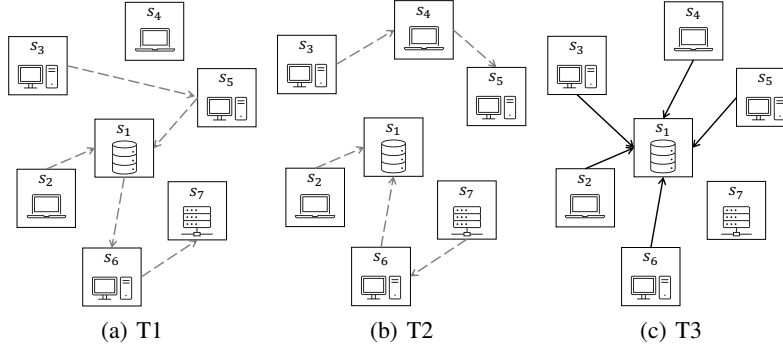 s₄
s₃
s₅
s₁
s₂
s₇
s₆
(a) T1
s₄
s₃
s₅
s₁
s₂
s₇
s₆
(b) T2
s₄
s₃
s₅
s₁
s₂
s₇
s₆
(c) T3